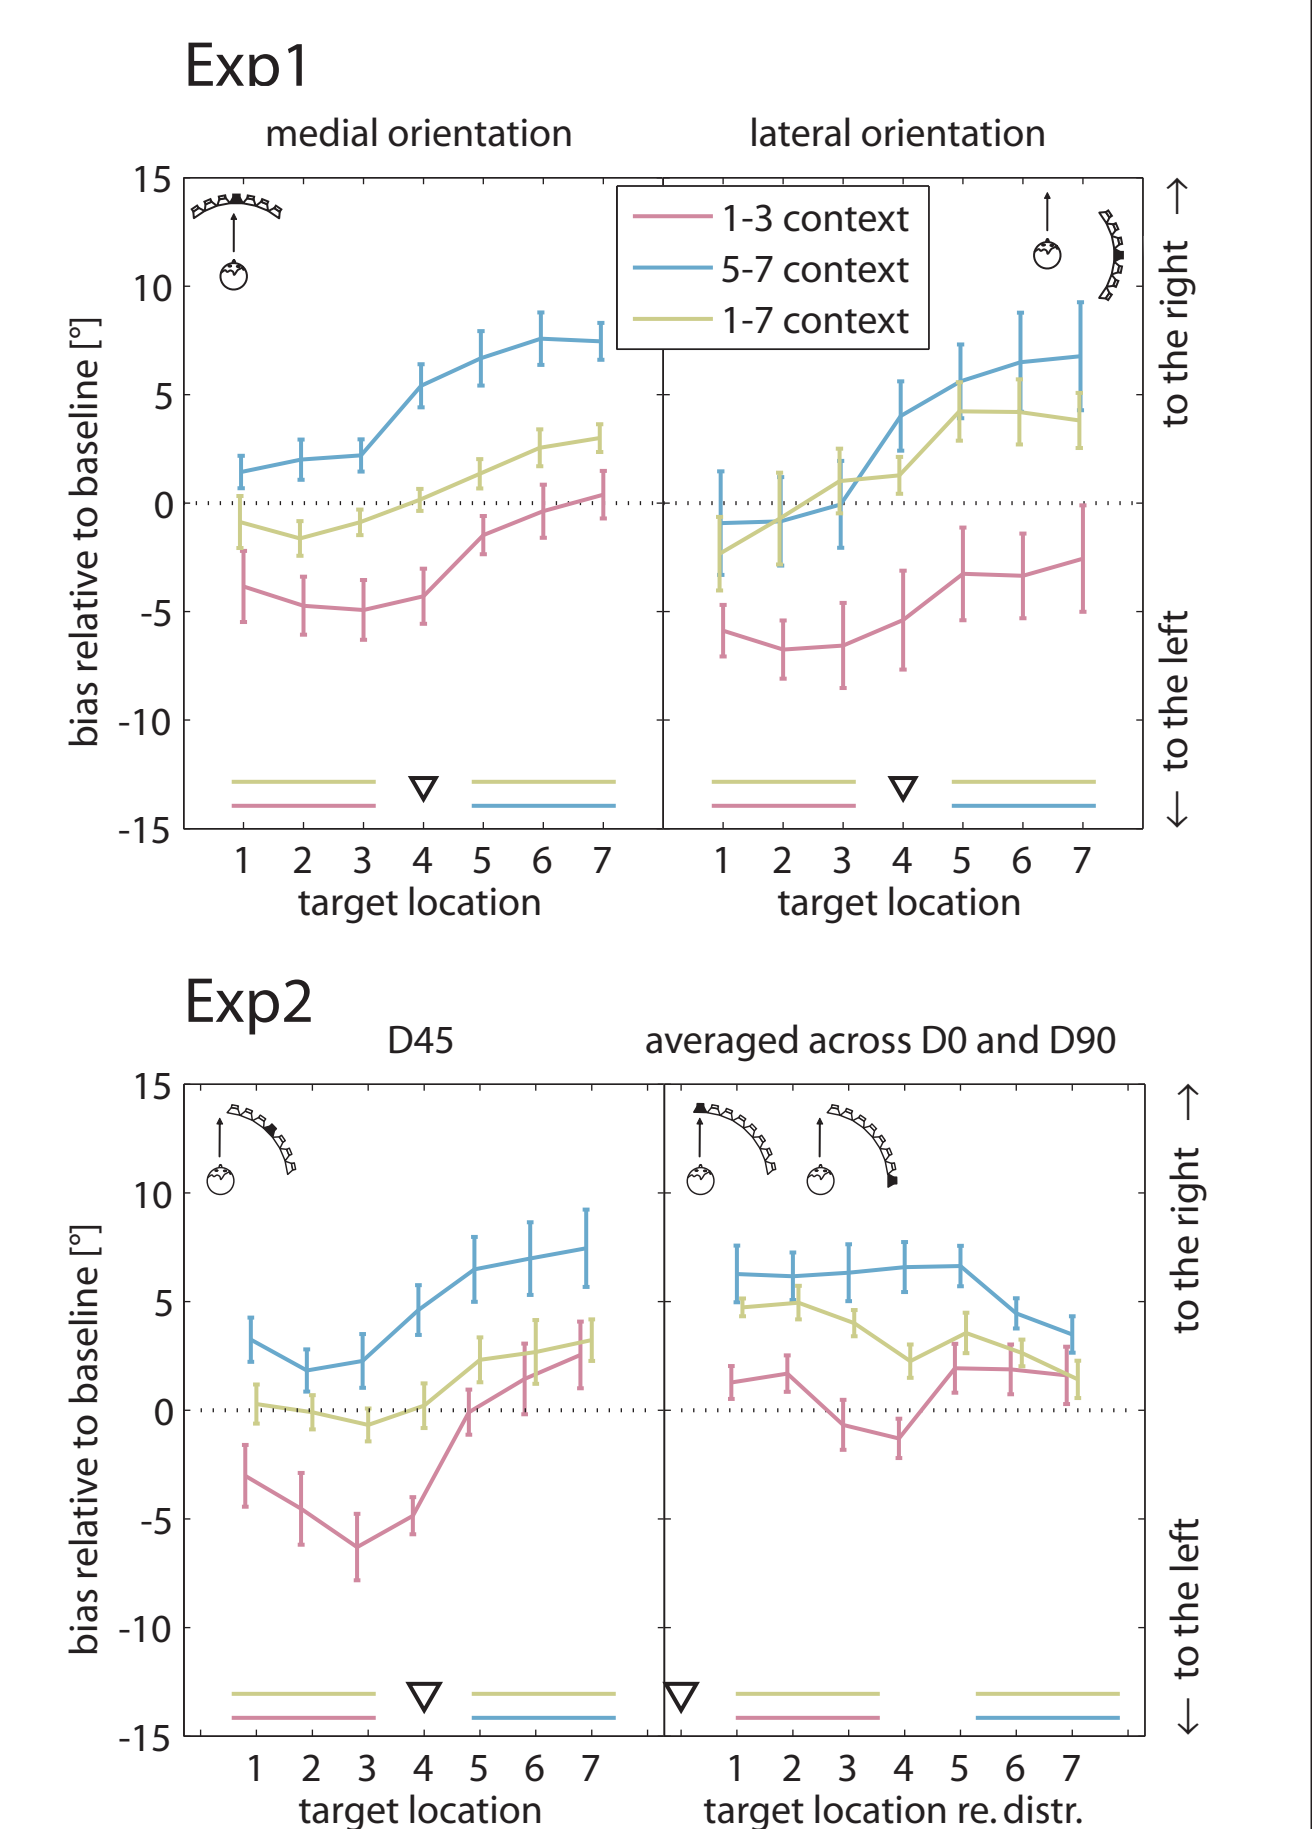 Exp1
medial orientation
lateral orientation
15
10
5
0
-5
-10
-15
bias relative to baseline [°]
1-3 context
5-7 context
1-7 context
to the right →
← to the left
1 2 3 4 5 6 7
target location
1 2 3 4 5 6 7
target location
Exp2
D45
averaged across D0 and D90
15
10
5
0
-5
-10
-15
bias relative to baseline [°]
to the right →
← to the left
1 2 3 4 5 6 7
target location
1 2 3 4 5 6 7
target location re. distr.